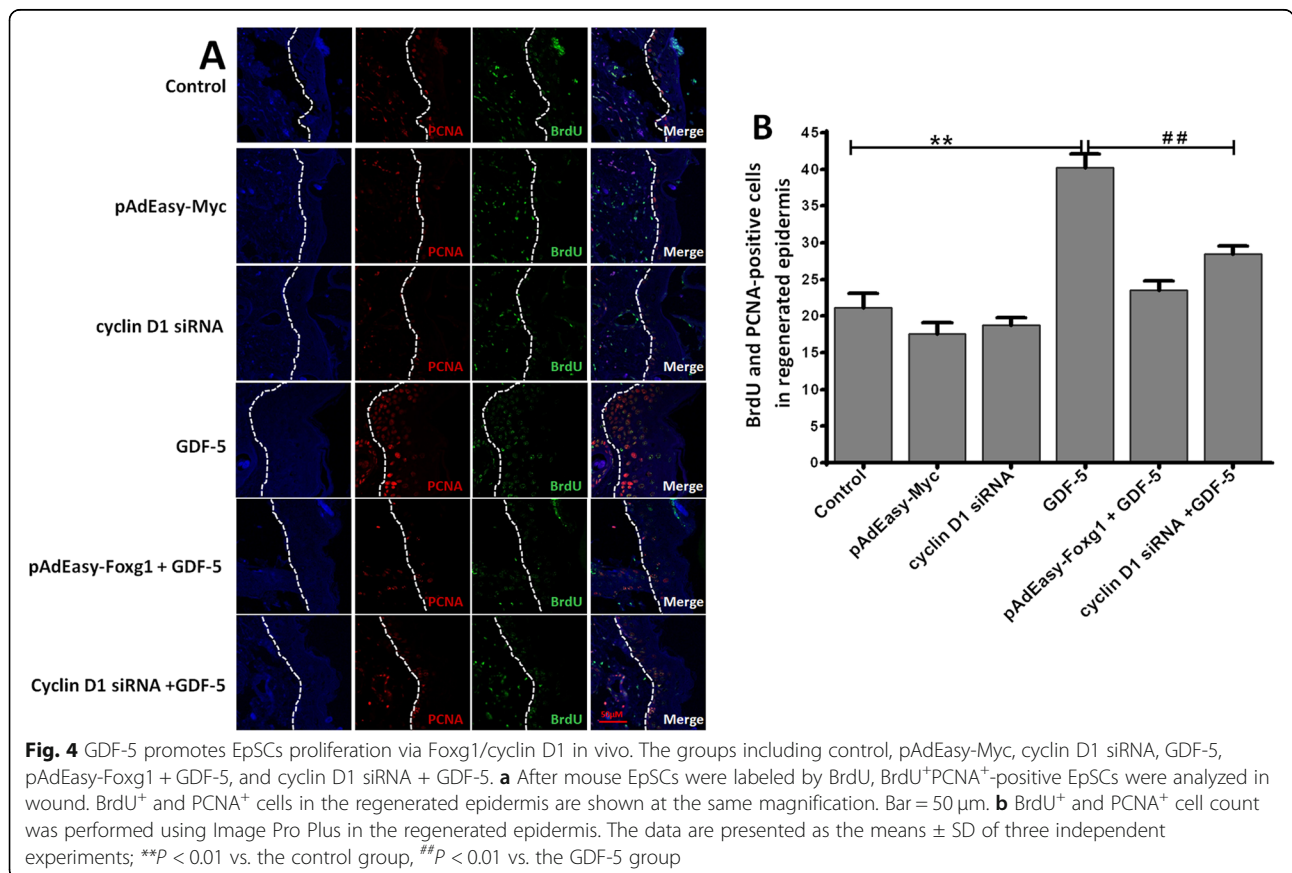 A
Control
PCNA
BrdU
Merge
pAdEasy-Myc
PCNA
BrdU
Merge
cyclin D1 siRNA
PCNA
BrdU
Merge
GDF-5
PCNA
BrdU
Merge
pAdEasy-Foxg1 + GDF-5
PCNA
BrdU
Merge
Cyclin D1 siRNA +GDF-5
PCNA
BrdU
50μM
Merge
B
BrdU and PCNA-positive cells
in regenerated epidermis
45
40
35
30
25
20
15
10
5
0
**
##
Control
pAdEasy-Myc
cyclin D1 siRNA
GDF-5
pAdEasy-Foxg1 + GDF-5
cyclin D1 siRNA +GDF-5
Fig. 4 GDF-5 promotes EpSCs proliferation via Foxg1/cyclin D1 in vivo. The groups including control, pAdEasy-Myc, cyclin D1 siRNA, GDF-5,
pAdEasy-Foxg1 + GDF-5, and cyclin D1 siRNA + GDF-5. a After mouse EpSCs were labeled by BrdU, BrdU⁺PCNA⁺-positive EpSCs were analyzed in
wound. BrdU⁺ and PCNA⁺ cells in the regenerated epidermis are shown at the same magnification. Bar = 50 μm. b BrdU⁺ and PCNA⁺ cell count
was performed using Image Pro Plus in the regenerated epidermis. The data are presented as the means ± SD of three independent
experiments; **P < 0.01 vs. the control group, ##P < 0.01 vs. the GDF-5 group